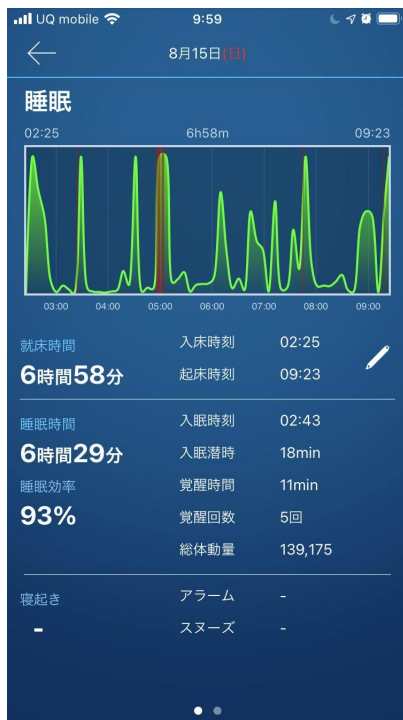 UQ mobile 9:59
8月15日(日)
睡眠
02:25 6h58m 09:23
03:00 04:00 05:00 06:00 07:00 08:00 09:00
就床時間 入床時刻 02:25
6時間58分 起床時刻 09:23
睡眠時間 入眠時刻 02:43
6時間29分 入眠潜時 18min
睡眠効率 覚醒時間 11min
93% 覚醒回数 5回
総体動量 139,175
寝起き アラーム -
- スヌーズ -